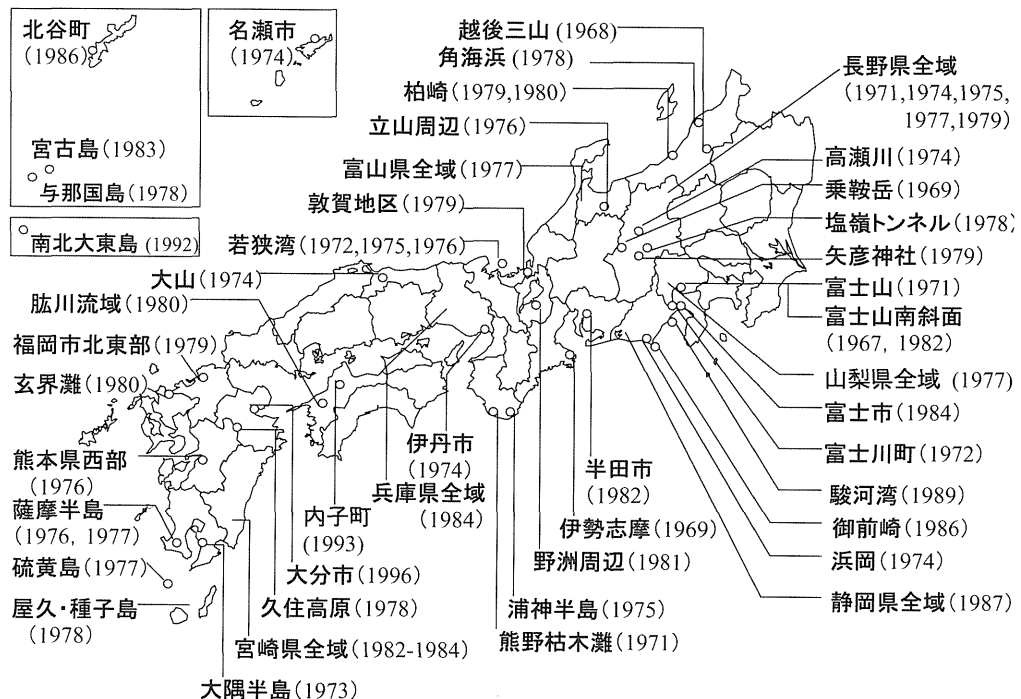 北谷町
(1986)
宮古島 (1983)
与那国島 (1978)
名瀬市
(1974)
南北大東島 (1992)
越後三山 (1968)
角海浜 (1978)
柏崎 (1979,1980)
立山周辺 (1976)
富山県全域 (1977)
敦賀地区 (1979)
若狭湾 (1972,1975,1976)
大山 (1974)
肱川流域 (1980)
福岡市北東部 (1979)
玄界灘 (1980)
熊本県西部
(1976)
薩摩半島
(1976, 1977)
硫黄島 (1977)
屋久・種子島
(1978)
大隅半島 (1973)
宮崎県全域 (1982-1984)
久住高原 (1978)
大分市 (1996)
内子町
(1993)
兵庫県全域
(1984)
伊丹市
(1974)
熊野枯木灘 (1971)
浦神半島 (1975)
野洲周辺 (1981)
伊勢志摩 (1969)
半田市
(1982)
長野県全域
(1971,1974,1975,
1977,1979)
高瀬川 (1974)
乗鞍岳 (1969)
塩嶺トンネル (1978)
矢彦神社 (1979)
富士山 (1971)
富士山南斜面
(1967, 1982)
山梨県全域 (1977)
富士市 (1984)
富士川町 (1972)
駿河湾 (1989)
御前崎 (1986)
浜岡 (1974)
静岡県全域 (1987)